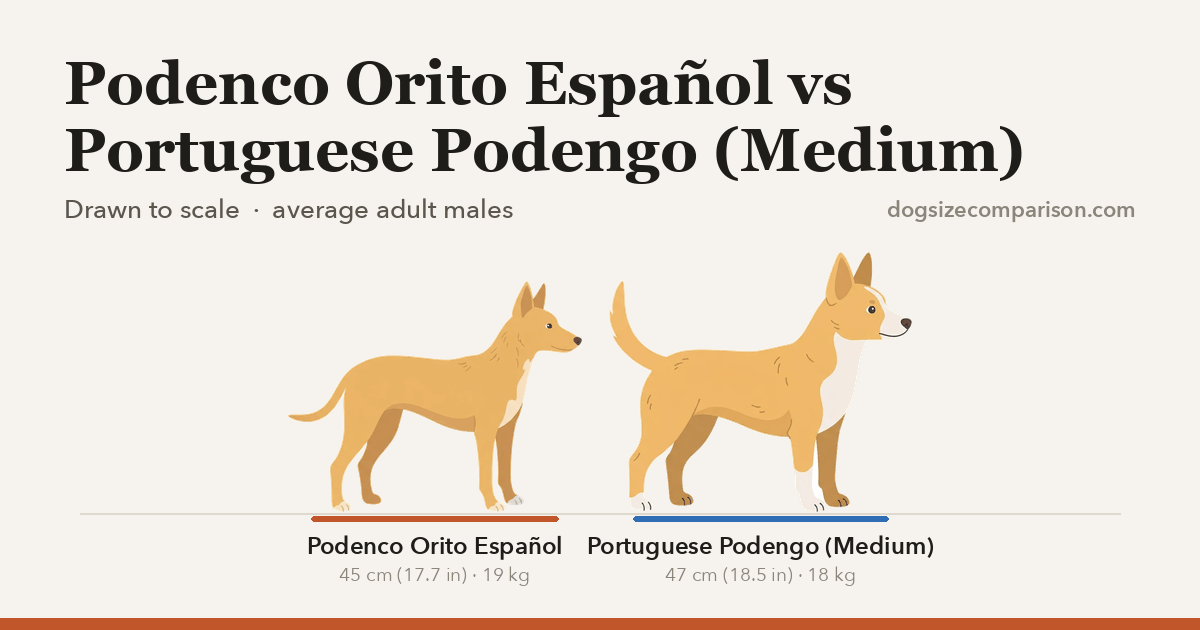 Podenco Orito Español vs
Portuguese Podengo (Medium)
Drawn to scale · average adult males
dogsizecomparison.com
Podenco Orito Español
45 cm (17.7 in) · 19 kg
Portuguese Podengo (Medium)
47 cm (18.5 in) · 18 kg